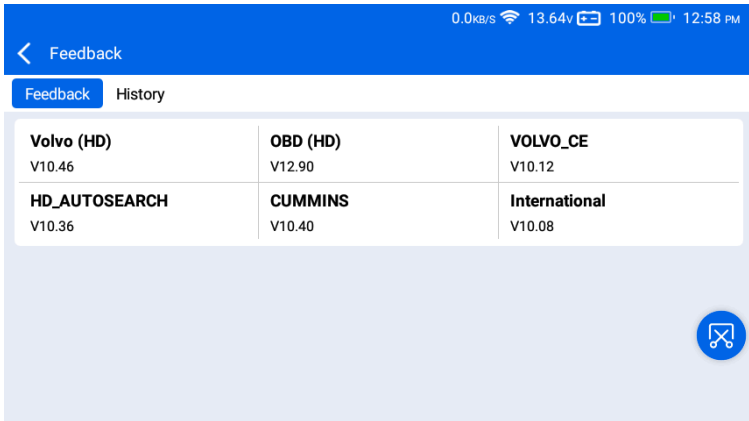 0.0KB/S 13.64V 100% 12:58 PM
Feedback
Feedback History
Volvo (HD) OBD (HD) VOLVO_CE
V10.46 V12.90 V10.12
HD_AUTOSEARCH CUMMINS International
V10.36 V10.40 V10.08